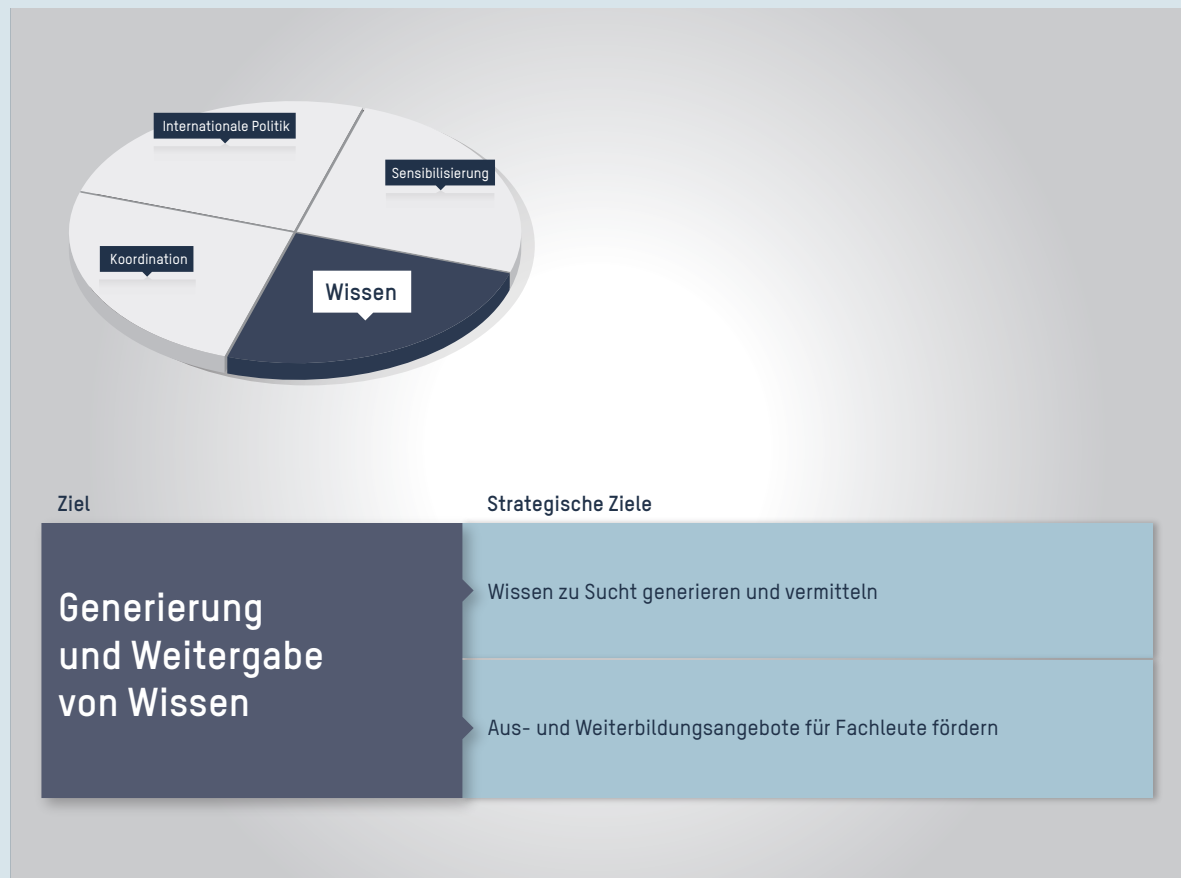 Internationale Politik
Sensibilisierung
Koordination
Wissen
Ziel
Strategische Ziele
Generierung
und Weitergabe
von Wissen
Wissen zu Sucht generieren und vermitteln
Aus- und Weiterbildungsangebote für Fachleute fördern